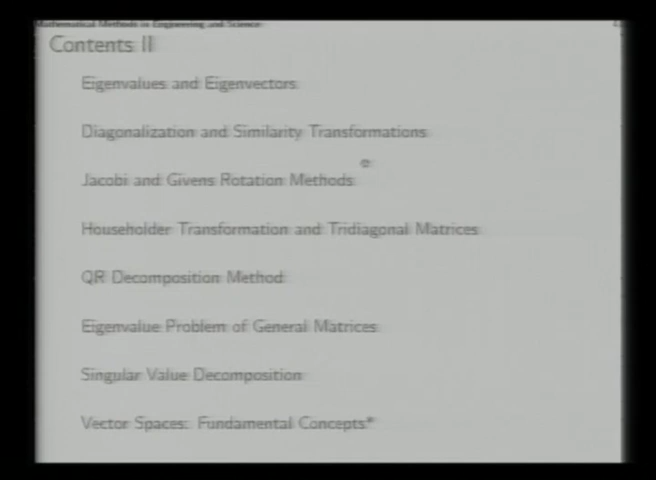 Mathematical Methods in Engineering and Science
Contents II
Eigenvalues and Eigenvectors
Diagonalization and Similarity Transformations
Jacobi and Givens Rotation Methods
Householder Transformation and Tridiagonal Matrices
QR Decomposition Method
Eigenvalue Problem of General Matrices
Singular Value Decomposition
Vector Spaces: Fundamental Concepts*